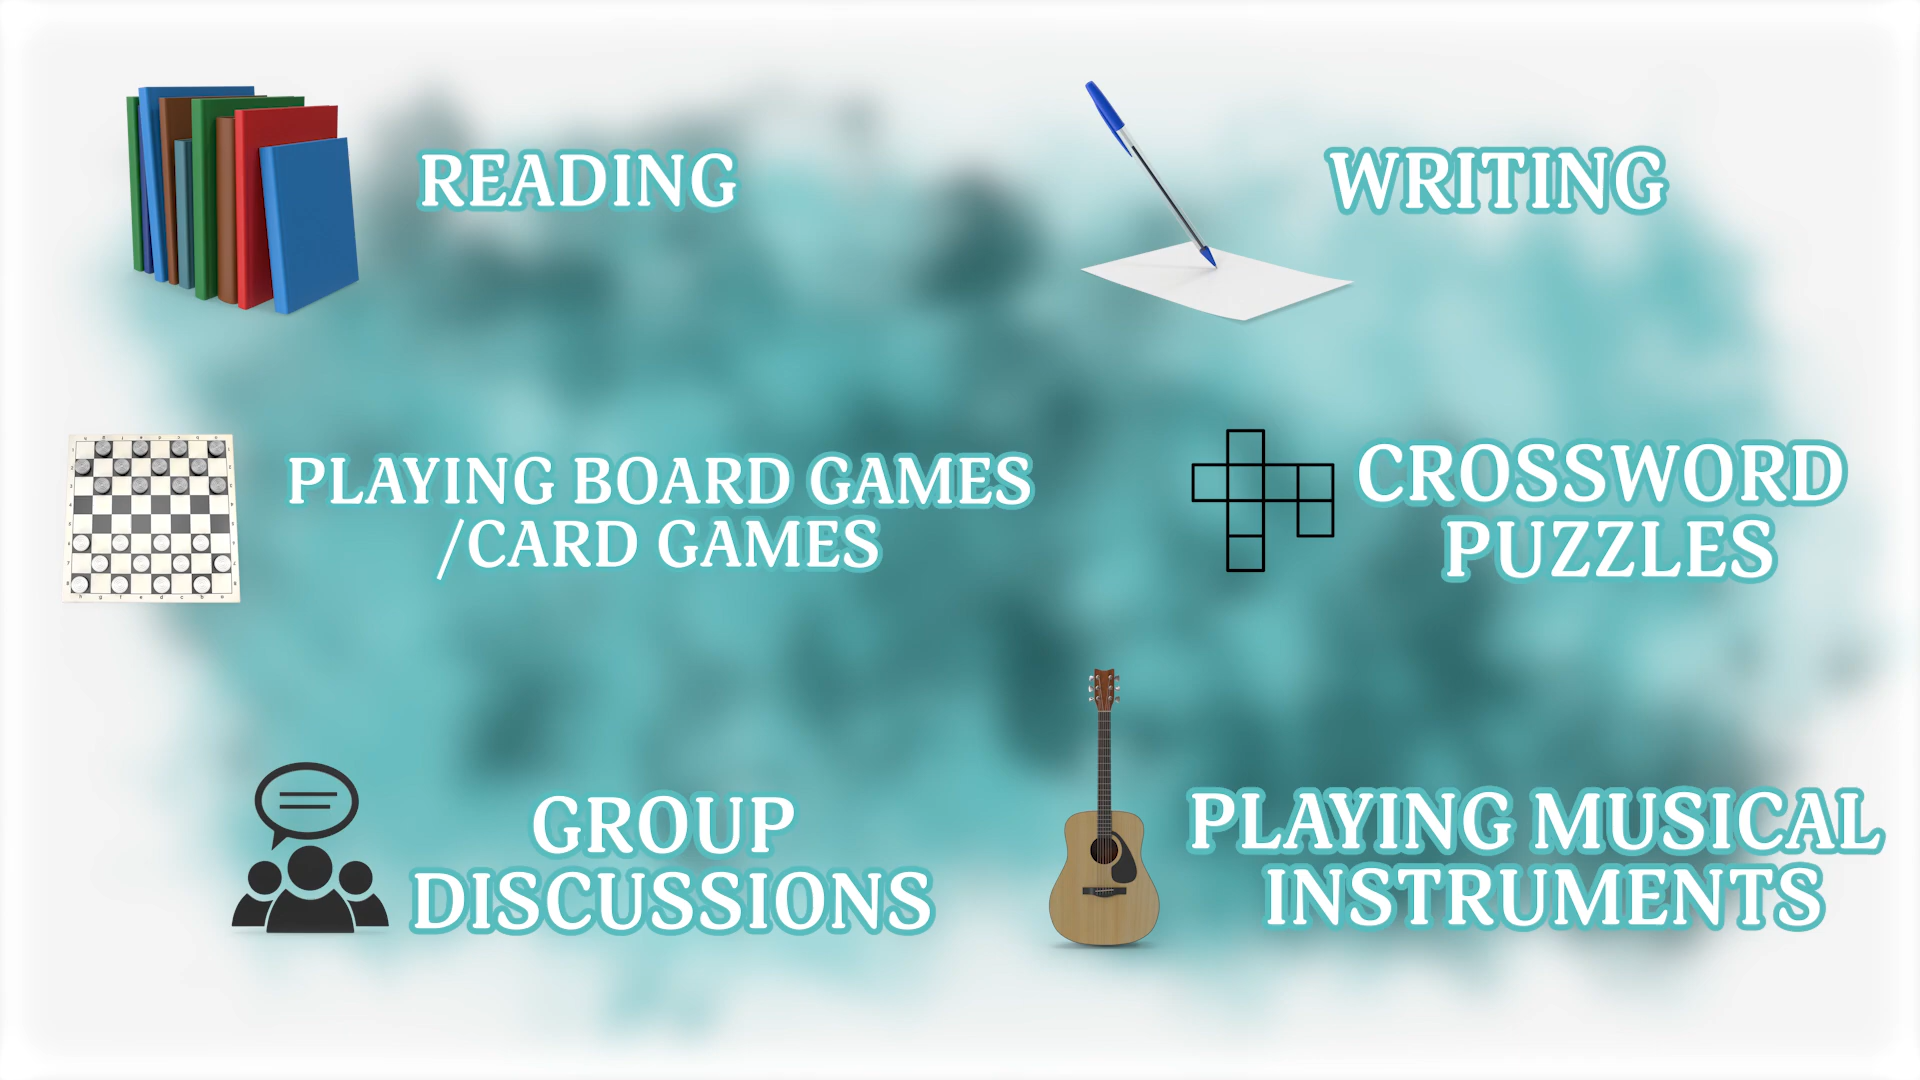 READING
WRITING
PLAYING BOARD GAMES
/CARD GAMES
CROSSWORD
PUZZLES
GROUP
DISCUSSIONS
PLAYING MUSICAL
INSTRUMENTS